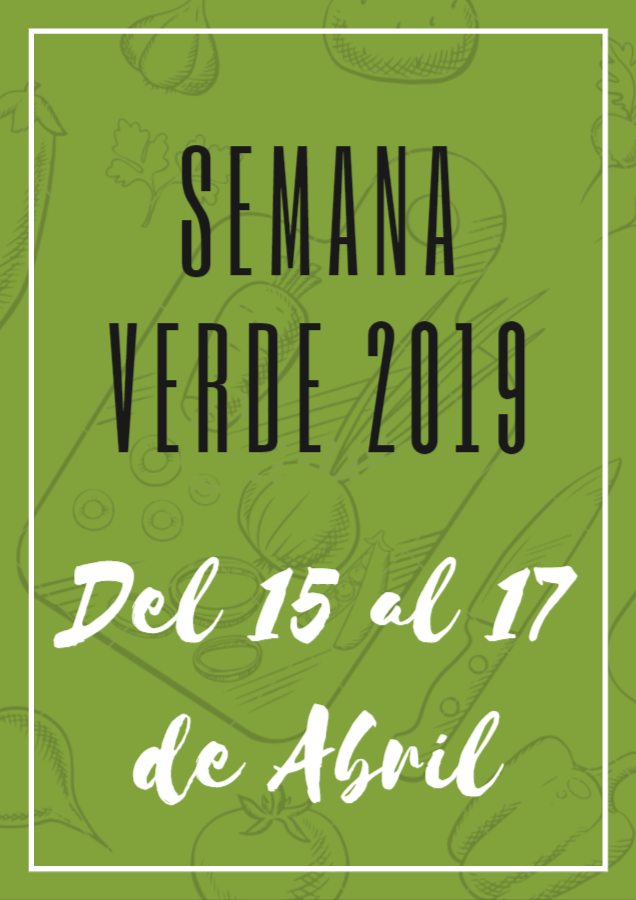 SEMANA
VERDE 2019
Del 15 al 17
de Abril